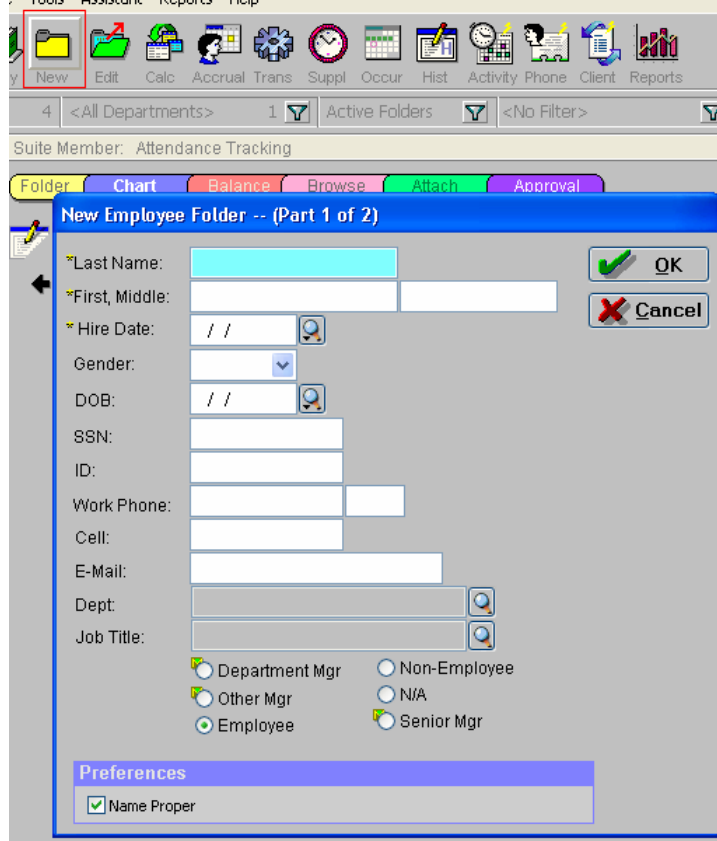 Tools Assistant Reports Help
New Edit Calc Accrual Trans Suppl Occur Hist Activity Phone Client Reports
4 <All Departments> 1 Active Folders <No Filter>
Suite Member: Attendance Tracking
Folder Chart Balance Browse Attach Approval
New Employee Folder -- (Part 1 of 2)
*Last Name:
OK
*First, Middle:
Cancel
* Hire Date: / /
Gender:
DOB: / /
SSN:
ID:
Work Phone:
Cell:
E-Mail:
Dept:
Job Title:
Department Mgr Non-Employee
Other Mgr N/A
Employee Senior Mgr
Preferences
Name Proper